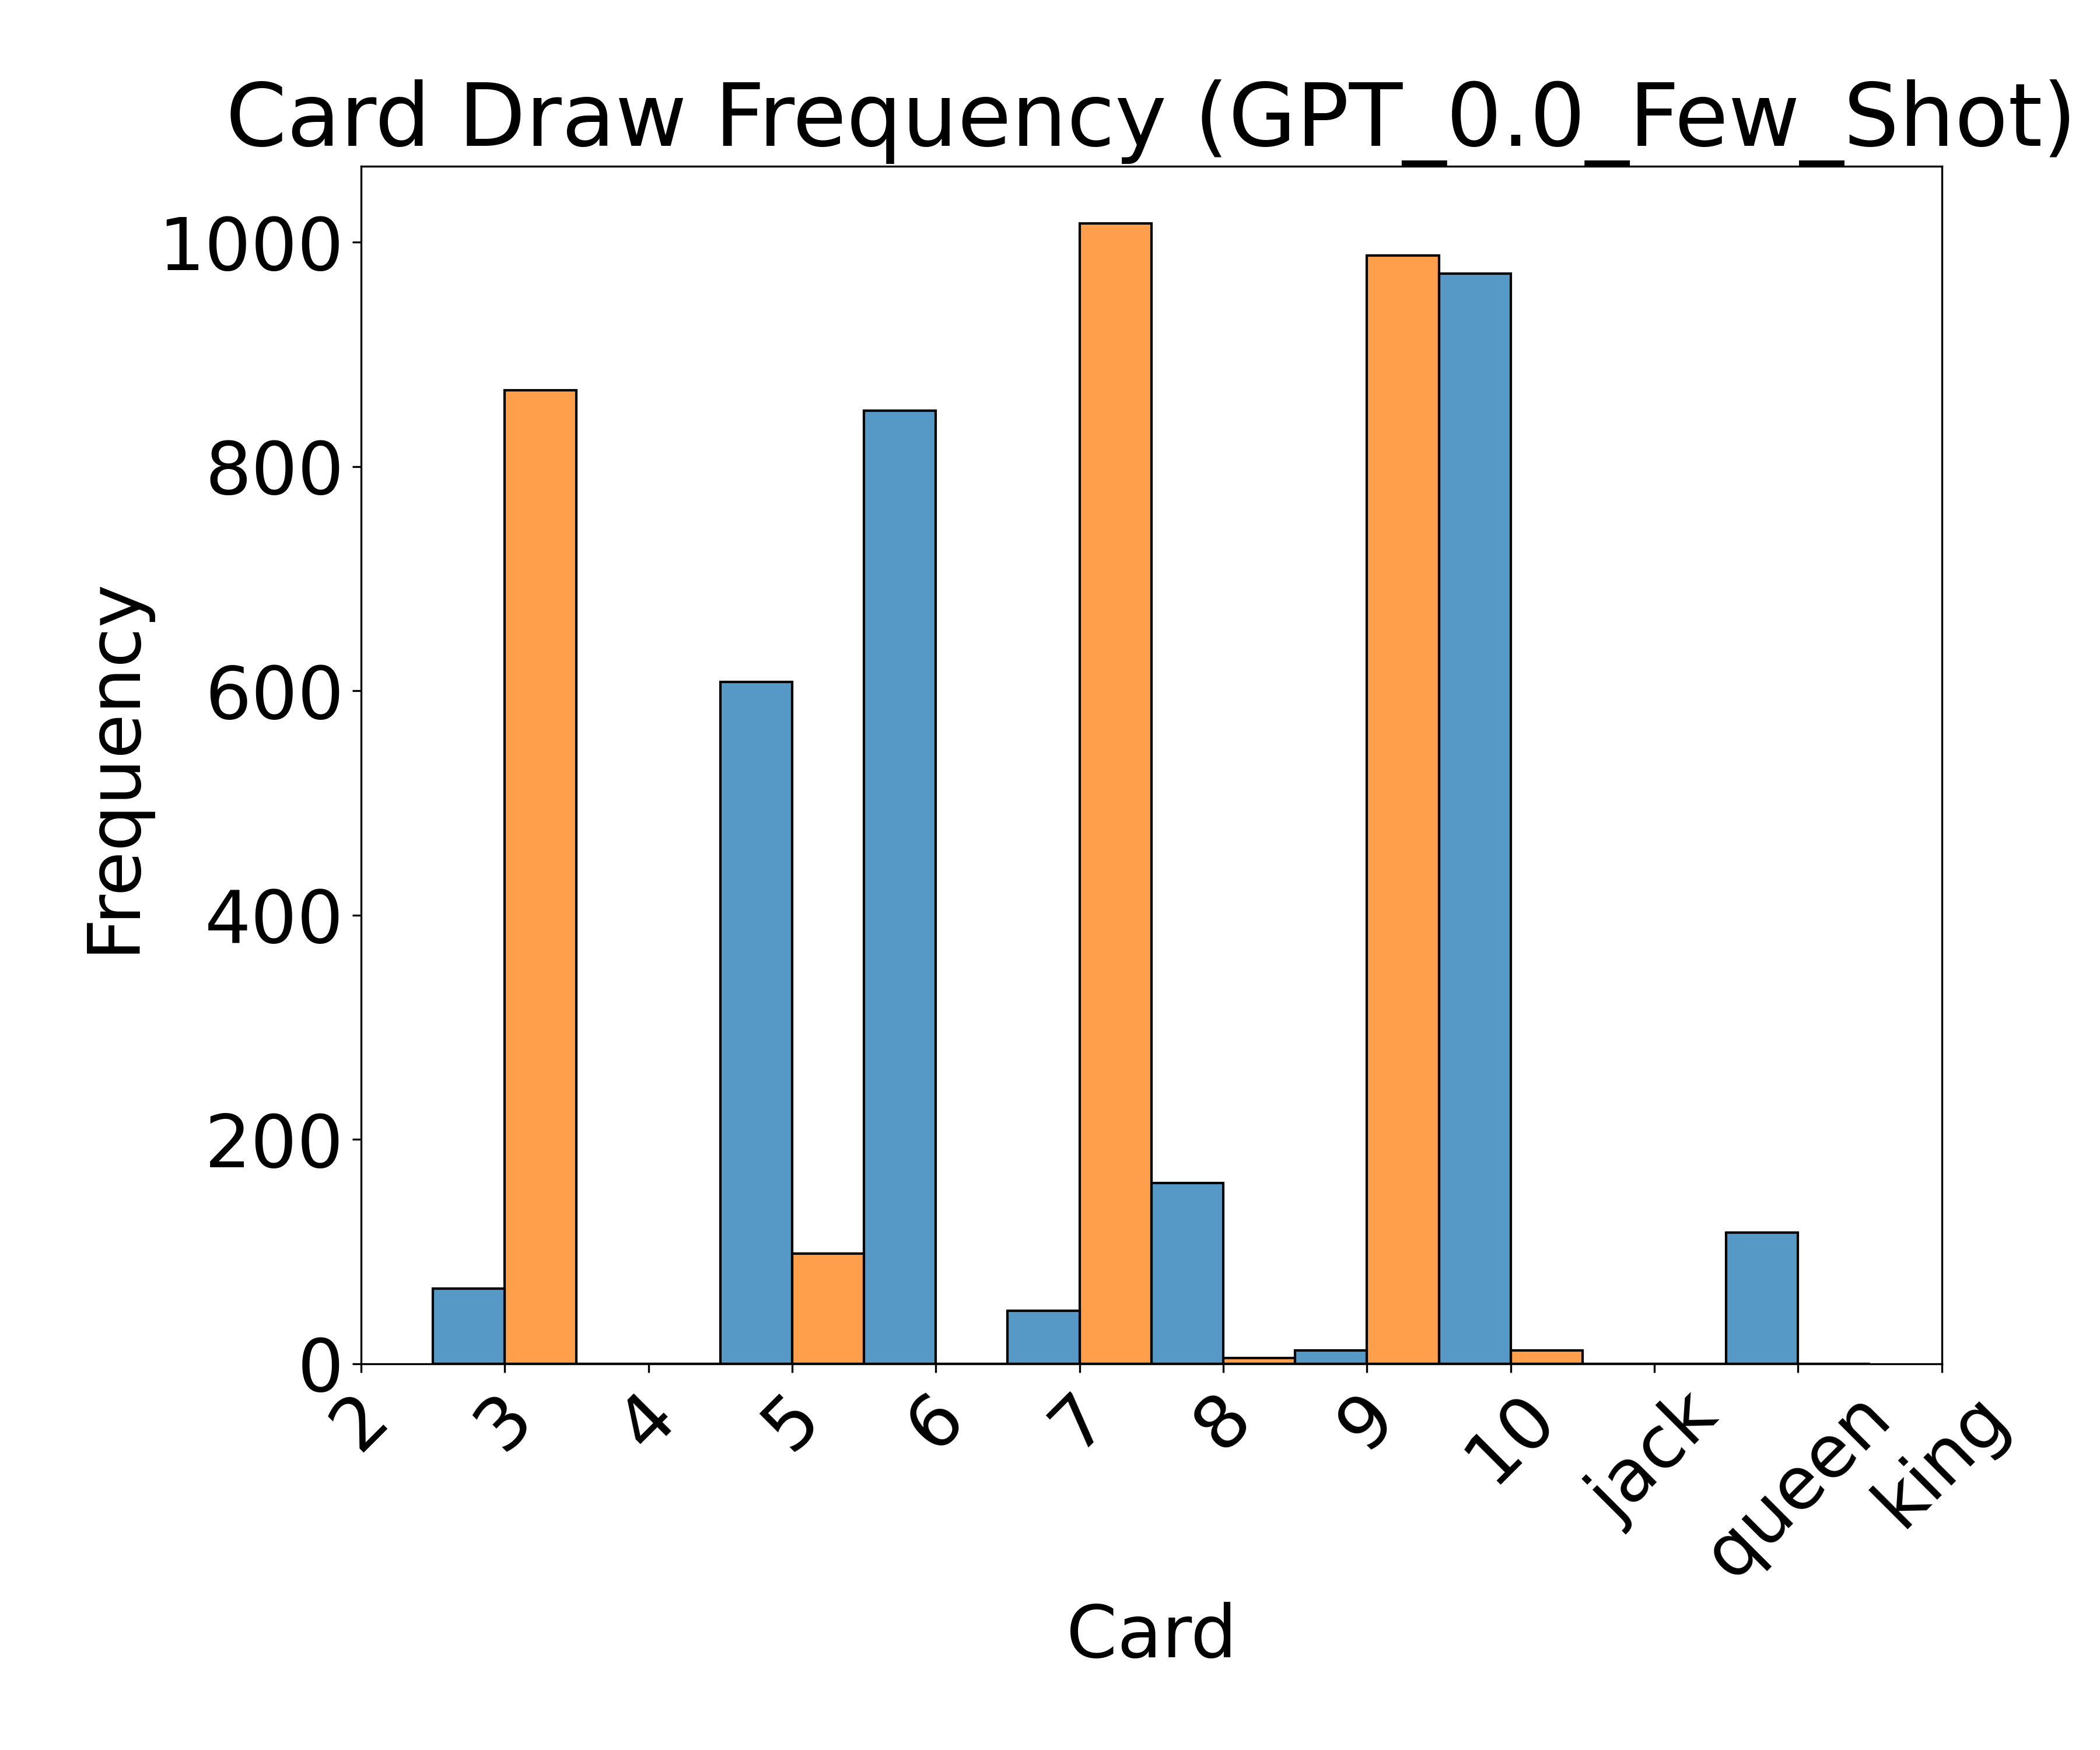 Card Draw Frequency (GPT_0.0_Few_Shot)
1000
800
600
400
200
0
Frequency
2
3
4
5
6
7
8
9
10
jack
queen
king
Card